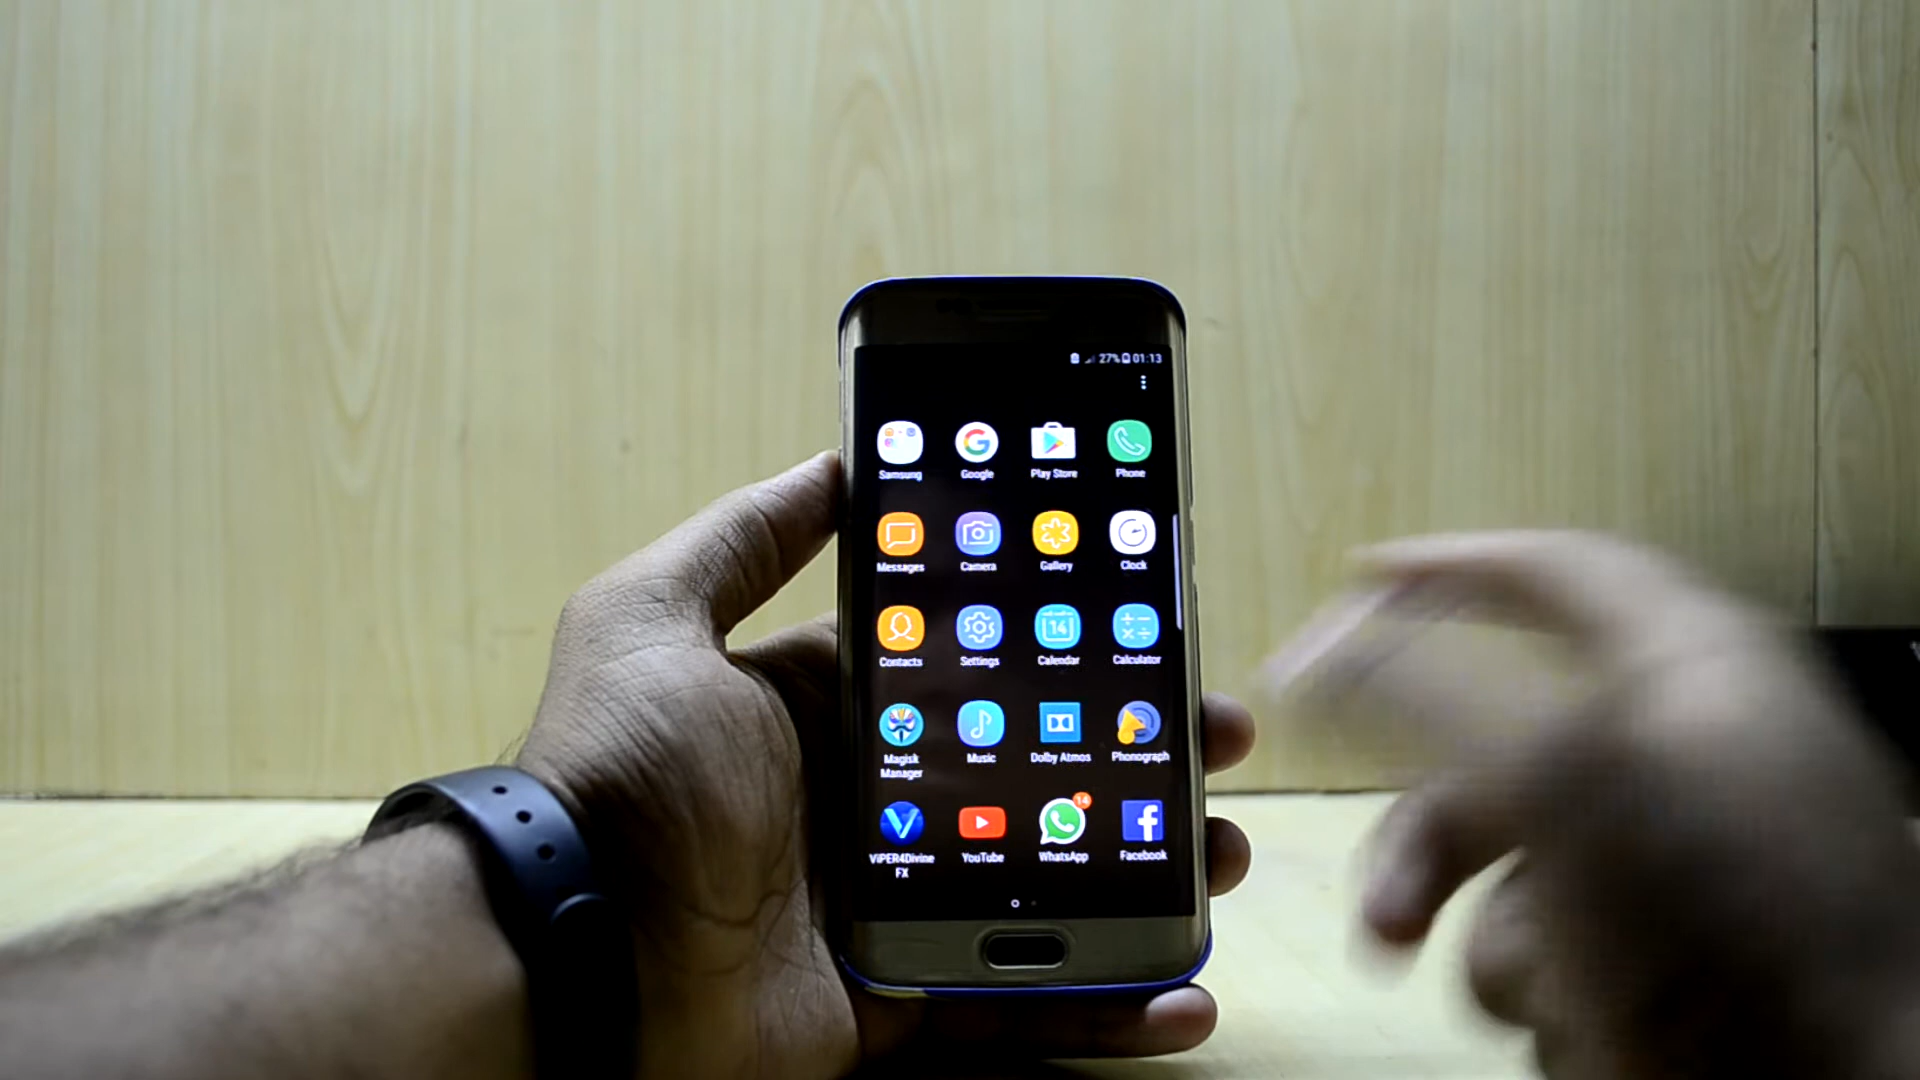 27% 01:13
Samsung Google Play Store Phone
Messages Camera Gallery Clock
14
Contacts Settings Calendar Calculator
Magisk Music Dolby Atmos Phonograph
Manager
14
ViPER4Divine YouTube WhatsApp Facebook
FX